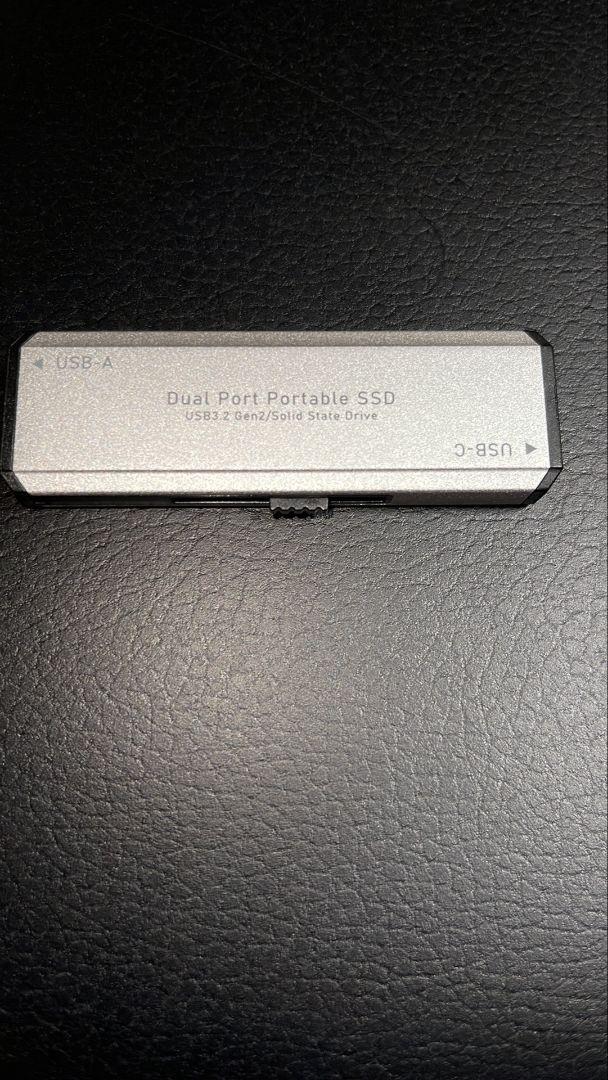 ◀ USB-A
Dual Port Portable SSD
USB3.2 Gen2/Solid State Drive
◀ USB-C